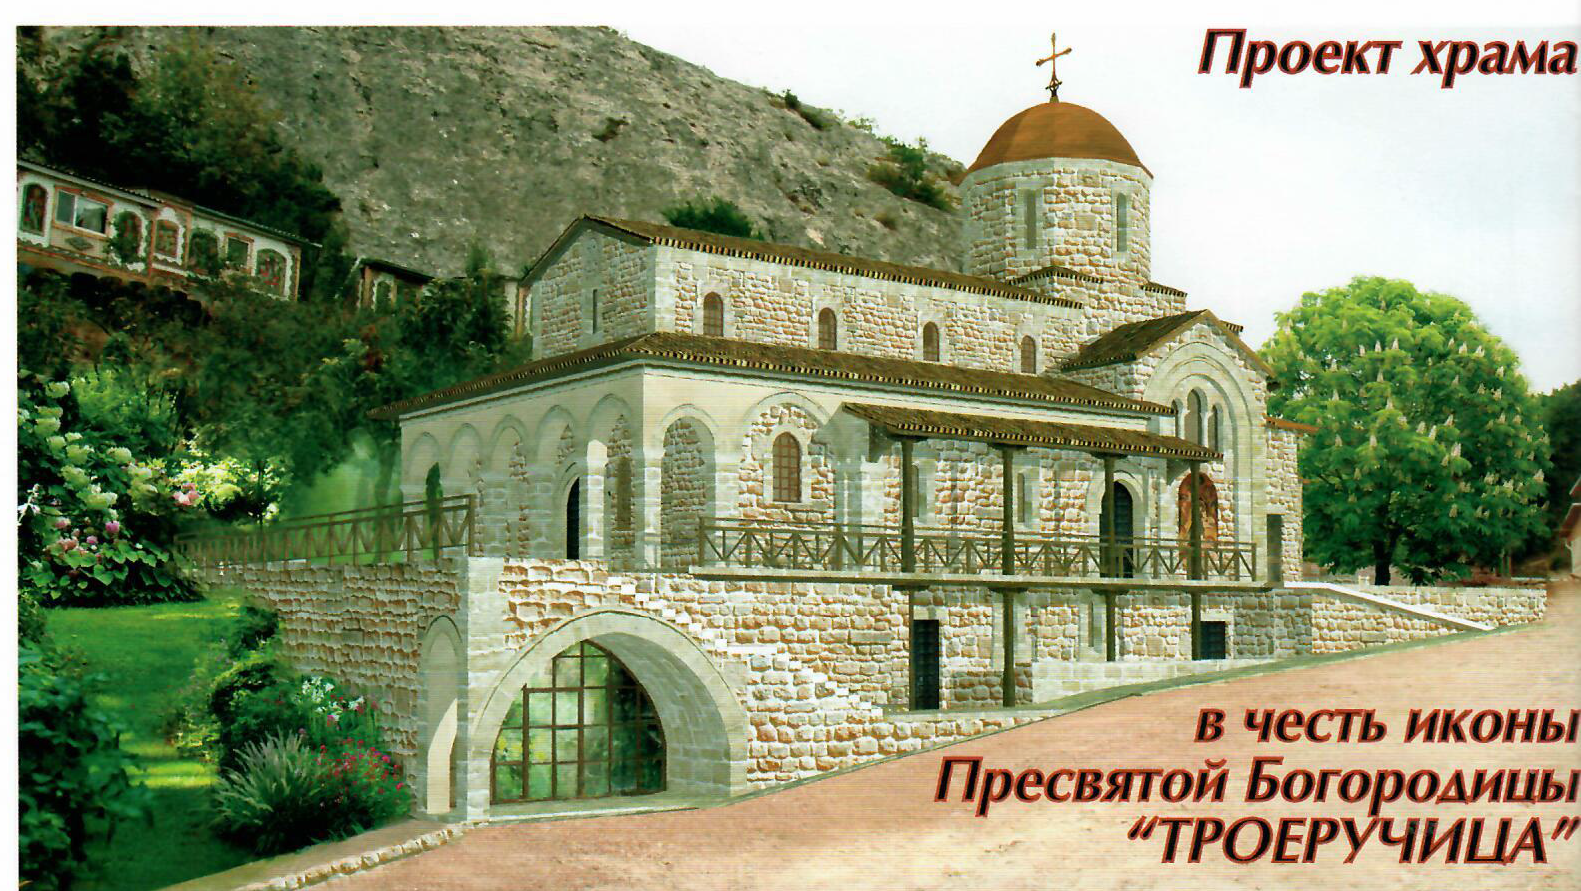 Проект храма
в честь иконы
Пресвятой Богородицы
“ТРОЕРУЧИЦА”